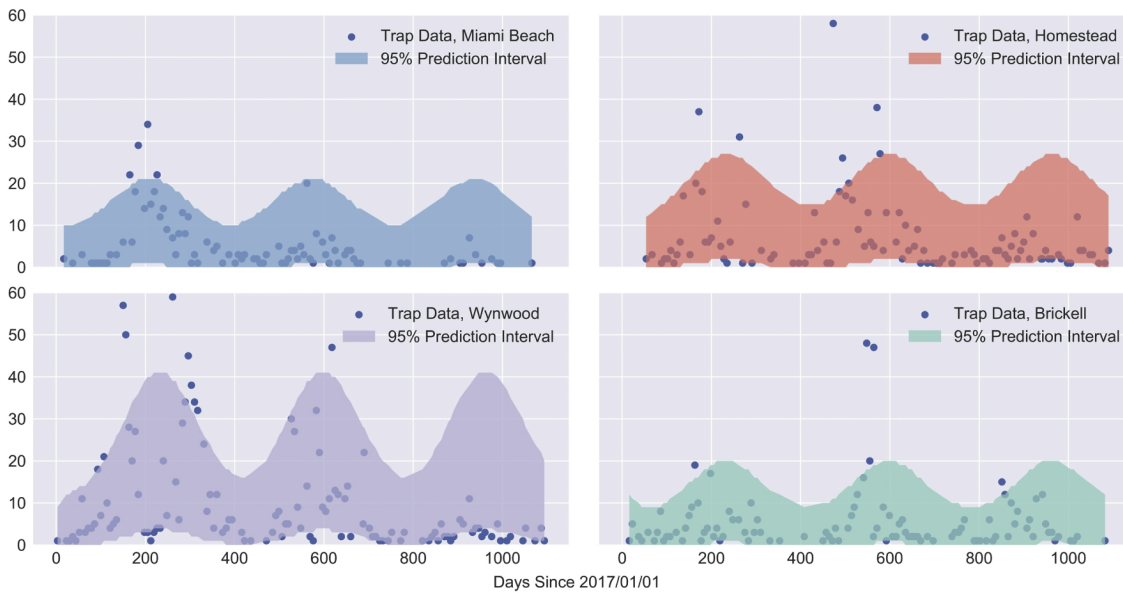 60
50
40
30
20
10
0
Trap Data, Miami Beach
95% Prediction Interval
Trap Data, Homestead
95% Prediction Interval
60
50
40
30
20
10
0
Trap Data, Wynwood
95% Prediction Interval
Trap Data, Brickell
95% Prediction Interval
0 200 400 600 800 1000
0 200 400 600 800 1000
Days Since 2017/01/01